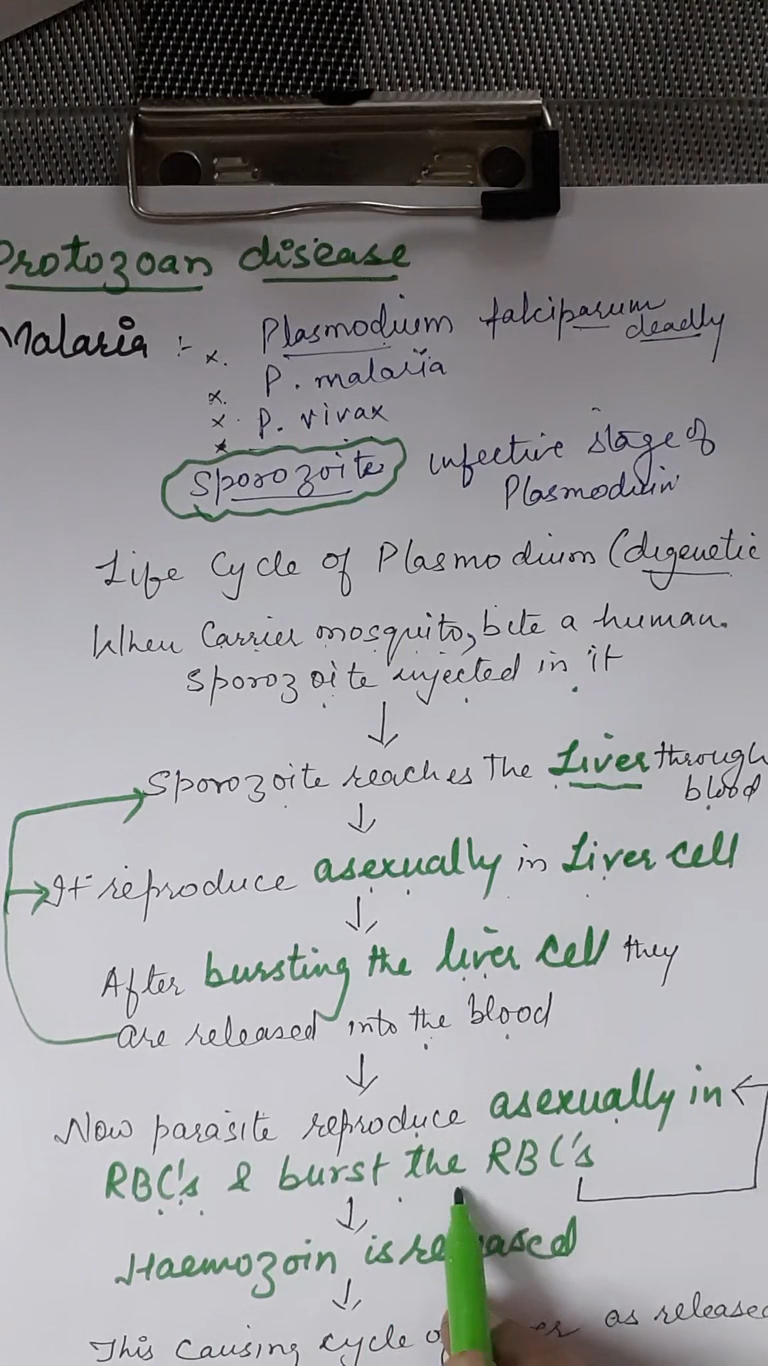 Protozoan disease
Malaria :- x. Plasmodium falciparum deadly
x. P. malaria
x. P. vivax
x
Sporozoite infective stage of Plasmodium
Life Cycle of Plasmodium (digenetic
When Carrier mosquito, bite a human.
Sporozoite injected in it
↓
Sporozoite reaches The Liver through blood
↓
It reproduce asexually in Liver cell
↓
After bursting the liver cell they
are released into the blood
↓
Now parasite reproduce asexually in
RBC's & burst the RBC's
↓
Haemozoin is released
↓
This causing cycle as released